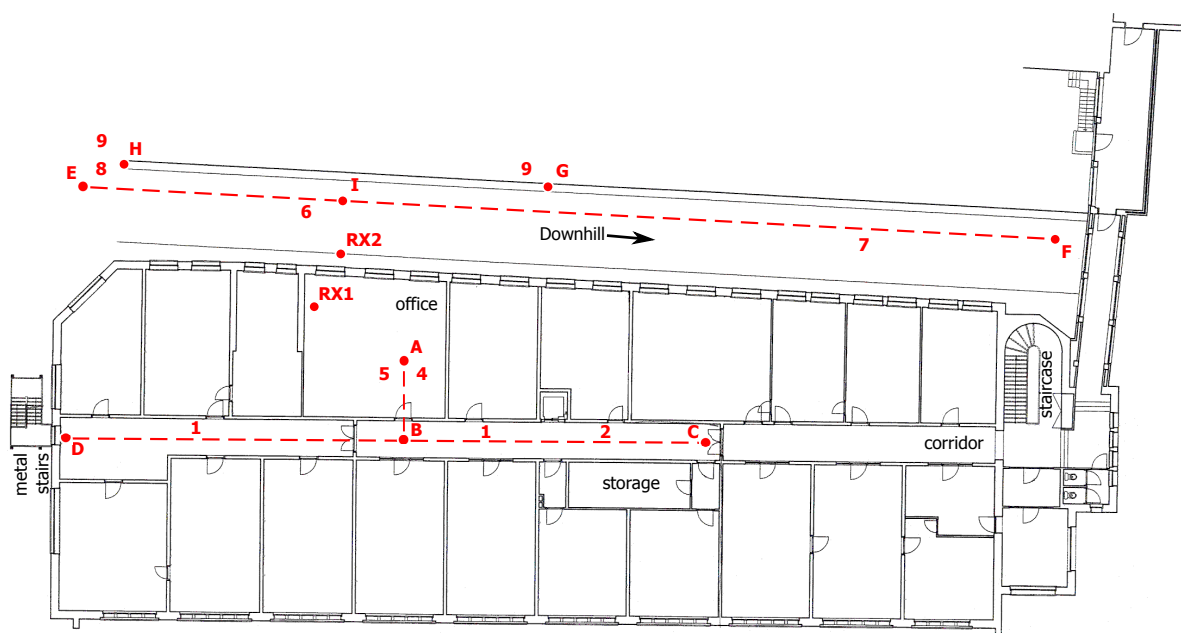 9
H
9
G
E
8
I
6
Downhill
7
F
RX2
RX1
office
A
5
4
staircase
1
B
1
2
C
D
corridor
metal
stairs
storage